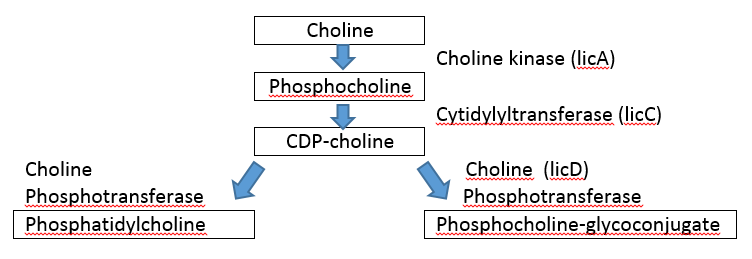 Choline
Choline kinase (licA)
Phosphocholine
Cytidylyltransferase (licC)
CDP-choline
Choline
Phosphotransferase
Phosphatidylcholine
Choline (licD)
Phosphotransferase
Phosphocholine-glycoconjugate